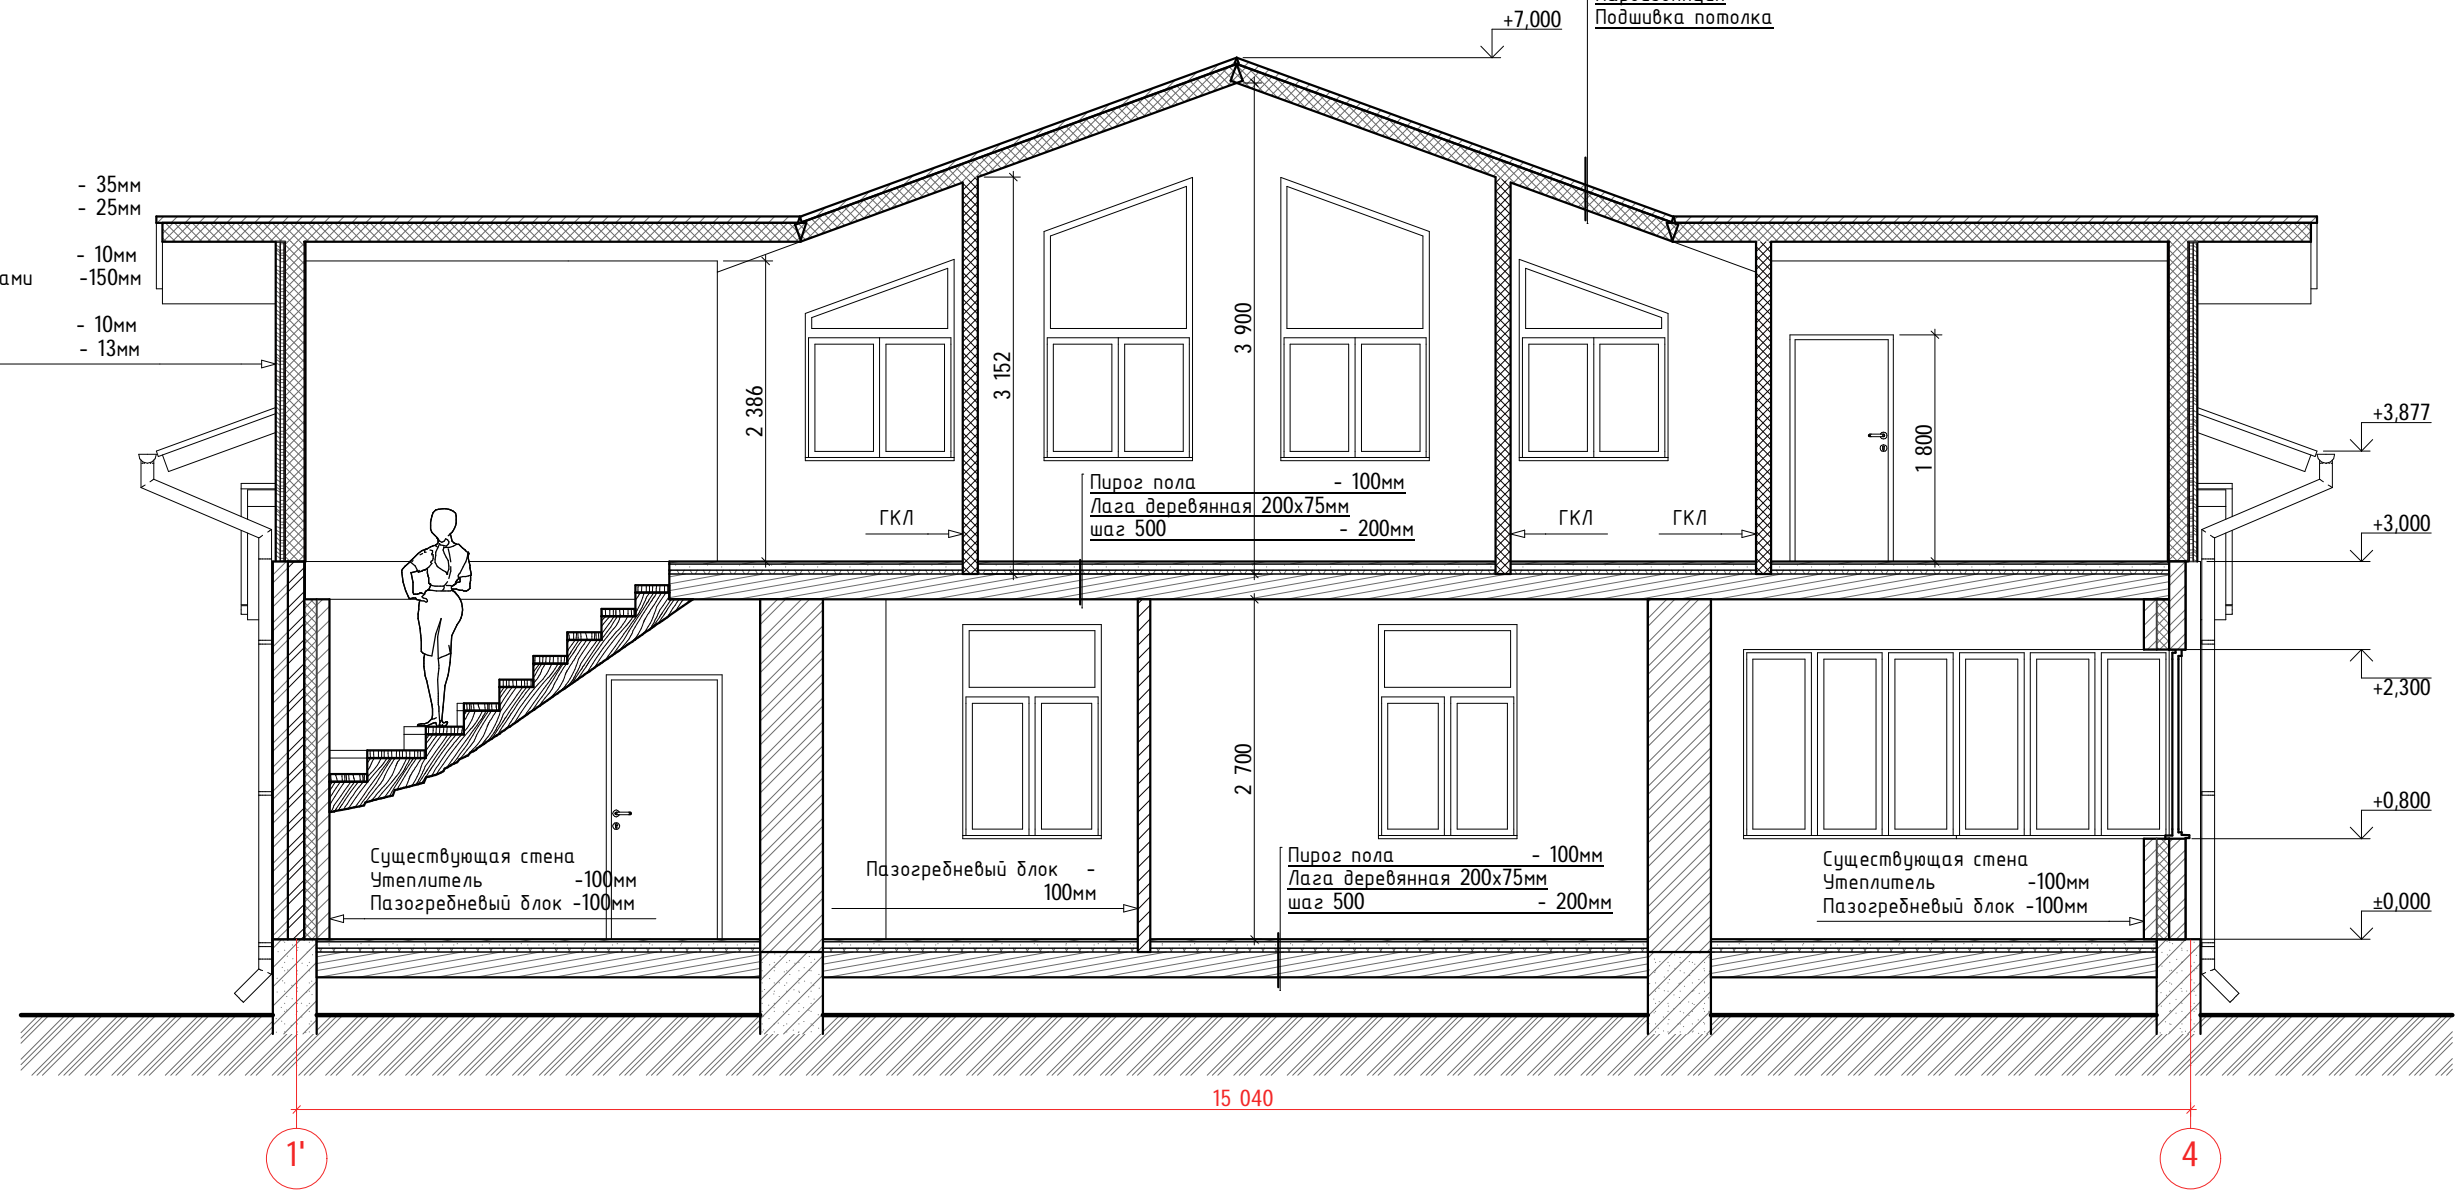 Подшивка потолка
+7,000
- 35мм
- 25мм
- 10мм
ами -150мм
- 10мм
- 13мм
2 386
3 152
3 900
1 800
+3,877
+3,000
+2,300
+0,800
±0,000
Пирог пола - 100мм
Лага деревянная 200х75мм
шаг 500 - 200мм
ГКЛ
ГКЛ
ГКЛ
2 700
Существующая стена
Утеплитель -100мм
Пазогребневый блок -100мм
Пазогребневый блок -
100мм
Пирог пола - 100мм
Лага деревянная 200х75мм
шаг 500 - 200мм
Существующая стена
Утеплитель -100мм
Пазогребневый блок -100мм
15 040
1'
4